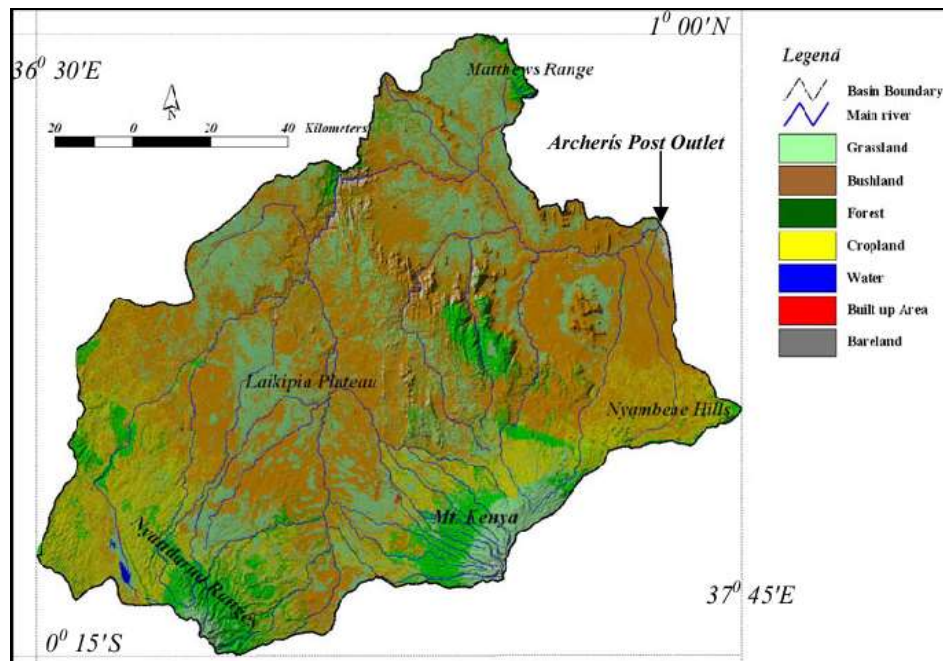 1⁰ 00'N
36⁰ 30'E
Matthews Range
N
20 0 20 40 Kilometers
Archerís Post Outlet
Laikipia Plateau
Nyambene Hills
Mt. Kenya
Nyandarua Ranges
37⁰ 45'E
0⁰ 15'S
Legend
Basin Boundary
Main river
Grassland
Bushland
Forest
Cropland
Water
Built up Area
Bareland